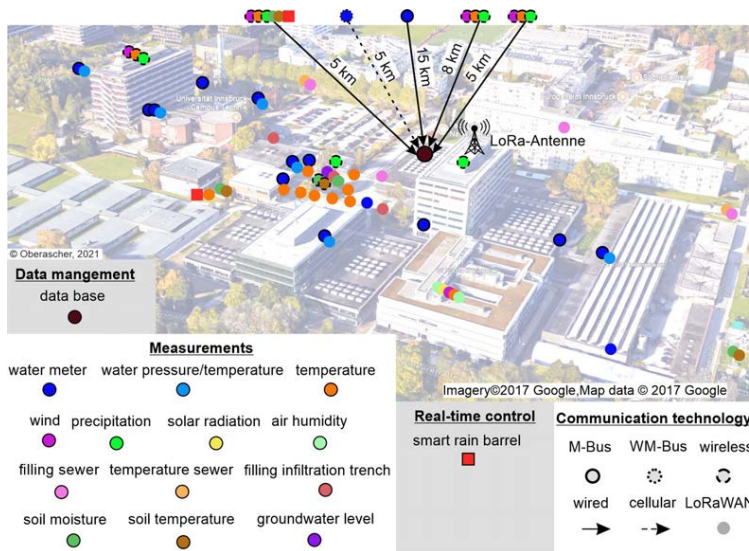 5 km
5 km
15 km
8 km
5 km
LoRa-Antenne
Universität Innsbruck
© Oberascher, 2021
Data mangement
data base
Imagery©2017 Google,Map data © 2017 Google
Measurements
water meter water pressure/temperature temperature
wind precipitation solar radiation air humidity
filling sewer temperature sewer filling infiltration trench
soil moisture soil temperature groundwater level
Real-time control
smart rain barrel
Communication technology
M-Bus WM-Bus wireless
wired cellular LoRaWAN